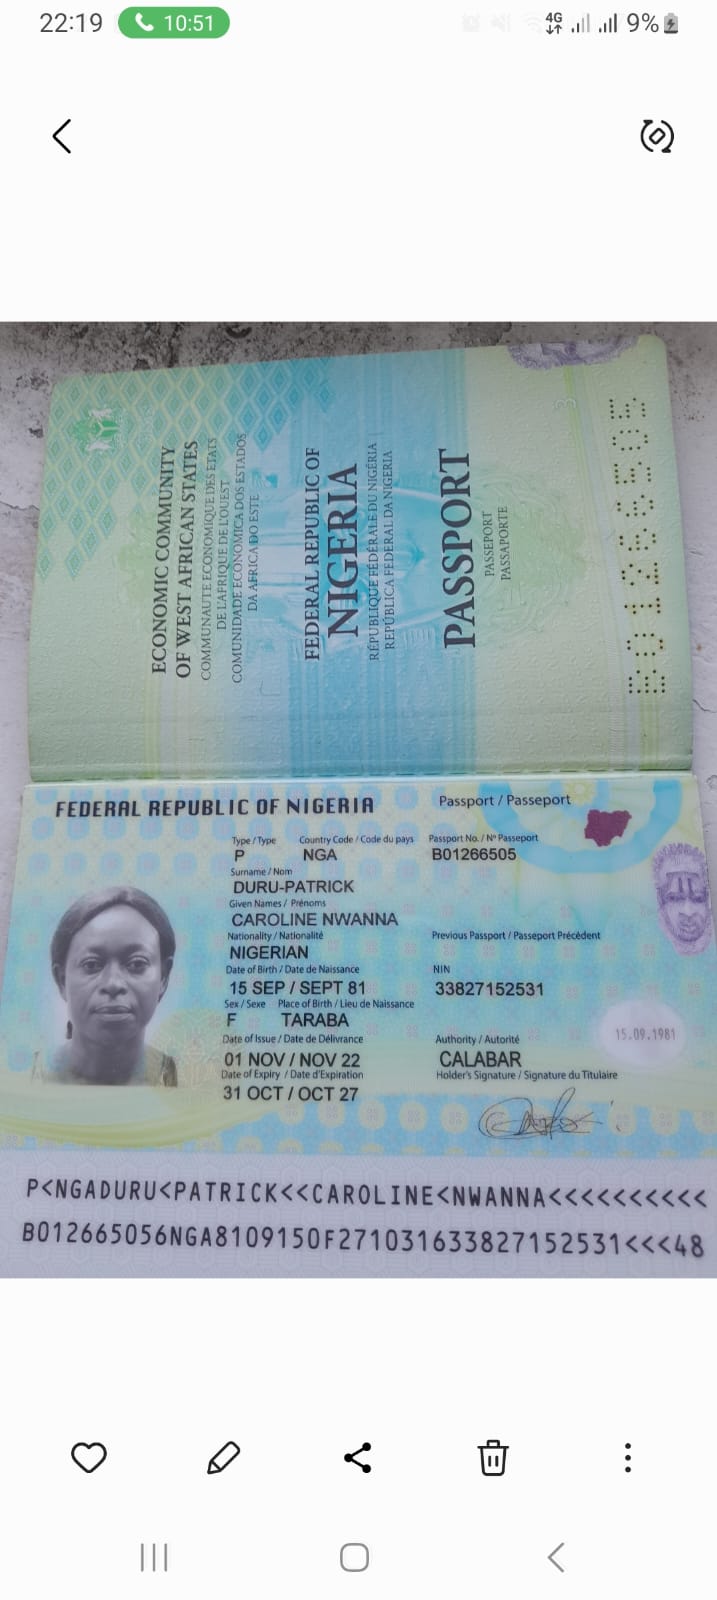 22:19 10:51 4G 9%
ECONOMIC COMMUNITY
OF WEST AFRICAN STATES
COMMUNAUTE ECONOMIQUE DES ETATS
DE L'AFRIQUE DE L'OUEST
COMUNIDADE ECONOMICA DOS ESTADOS
DA AFRICA DO ESTE
FEDERAL REPUBLIC OF
NIGERIA
RÉPUBLIQUE FÉDÉRALE DU NIGÉRIA
REPÚBLICA FEDERAL DA NIGERIA
PASSPORT
PASSEPORT
PASSAPORTE
3
B01266505
FEDERAL REPUBLIC OF NIGERIA Passport / Passeport
Type / Type Country Code / Code du pays Passport No. / Nº Passeport
P NGA B01266505
Surname / Nom
DURU-PATRICK
Given Names / Prénoms
CAROLINE NWANNA
Nationality / Nationalité Previous Passport / Passeport Précédent
NIGERIAN
Date of Birth / Date de Naissance NIN
15 SEP / SEPT 81 33827152531
Sex / Sexe Place of Birth / Lieu de Naissance
F TARABA
15.09.1981
Date of Issue / Date de Délivrance Authority / Autorité
01 NOV / NOV 22 CALABAR
Date of Expiry / Date d'Expiration Holder's Signature / Signature du Titulaire
31 OCT / OCT 27
P<NGADURU<PATRICK<<CAROLINE<NWANNA<<<<<<<<<<
B012665056NGA8109150F271031633827152531<<<48